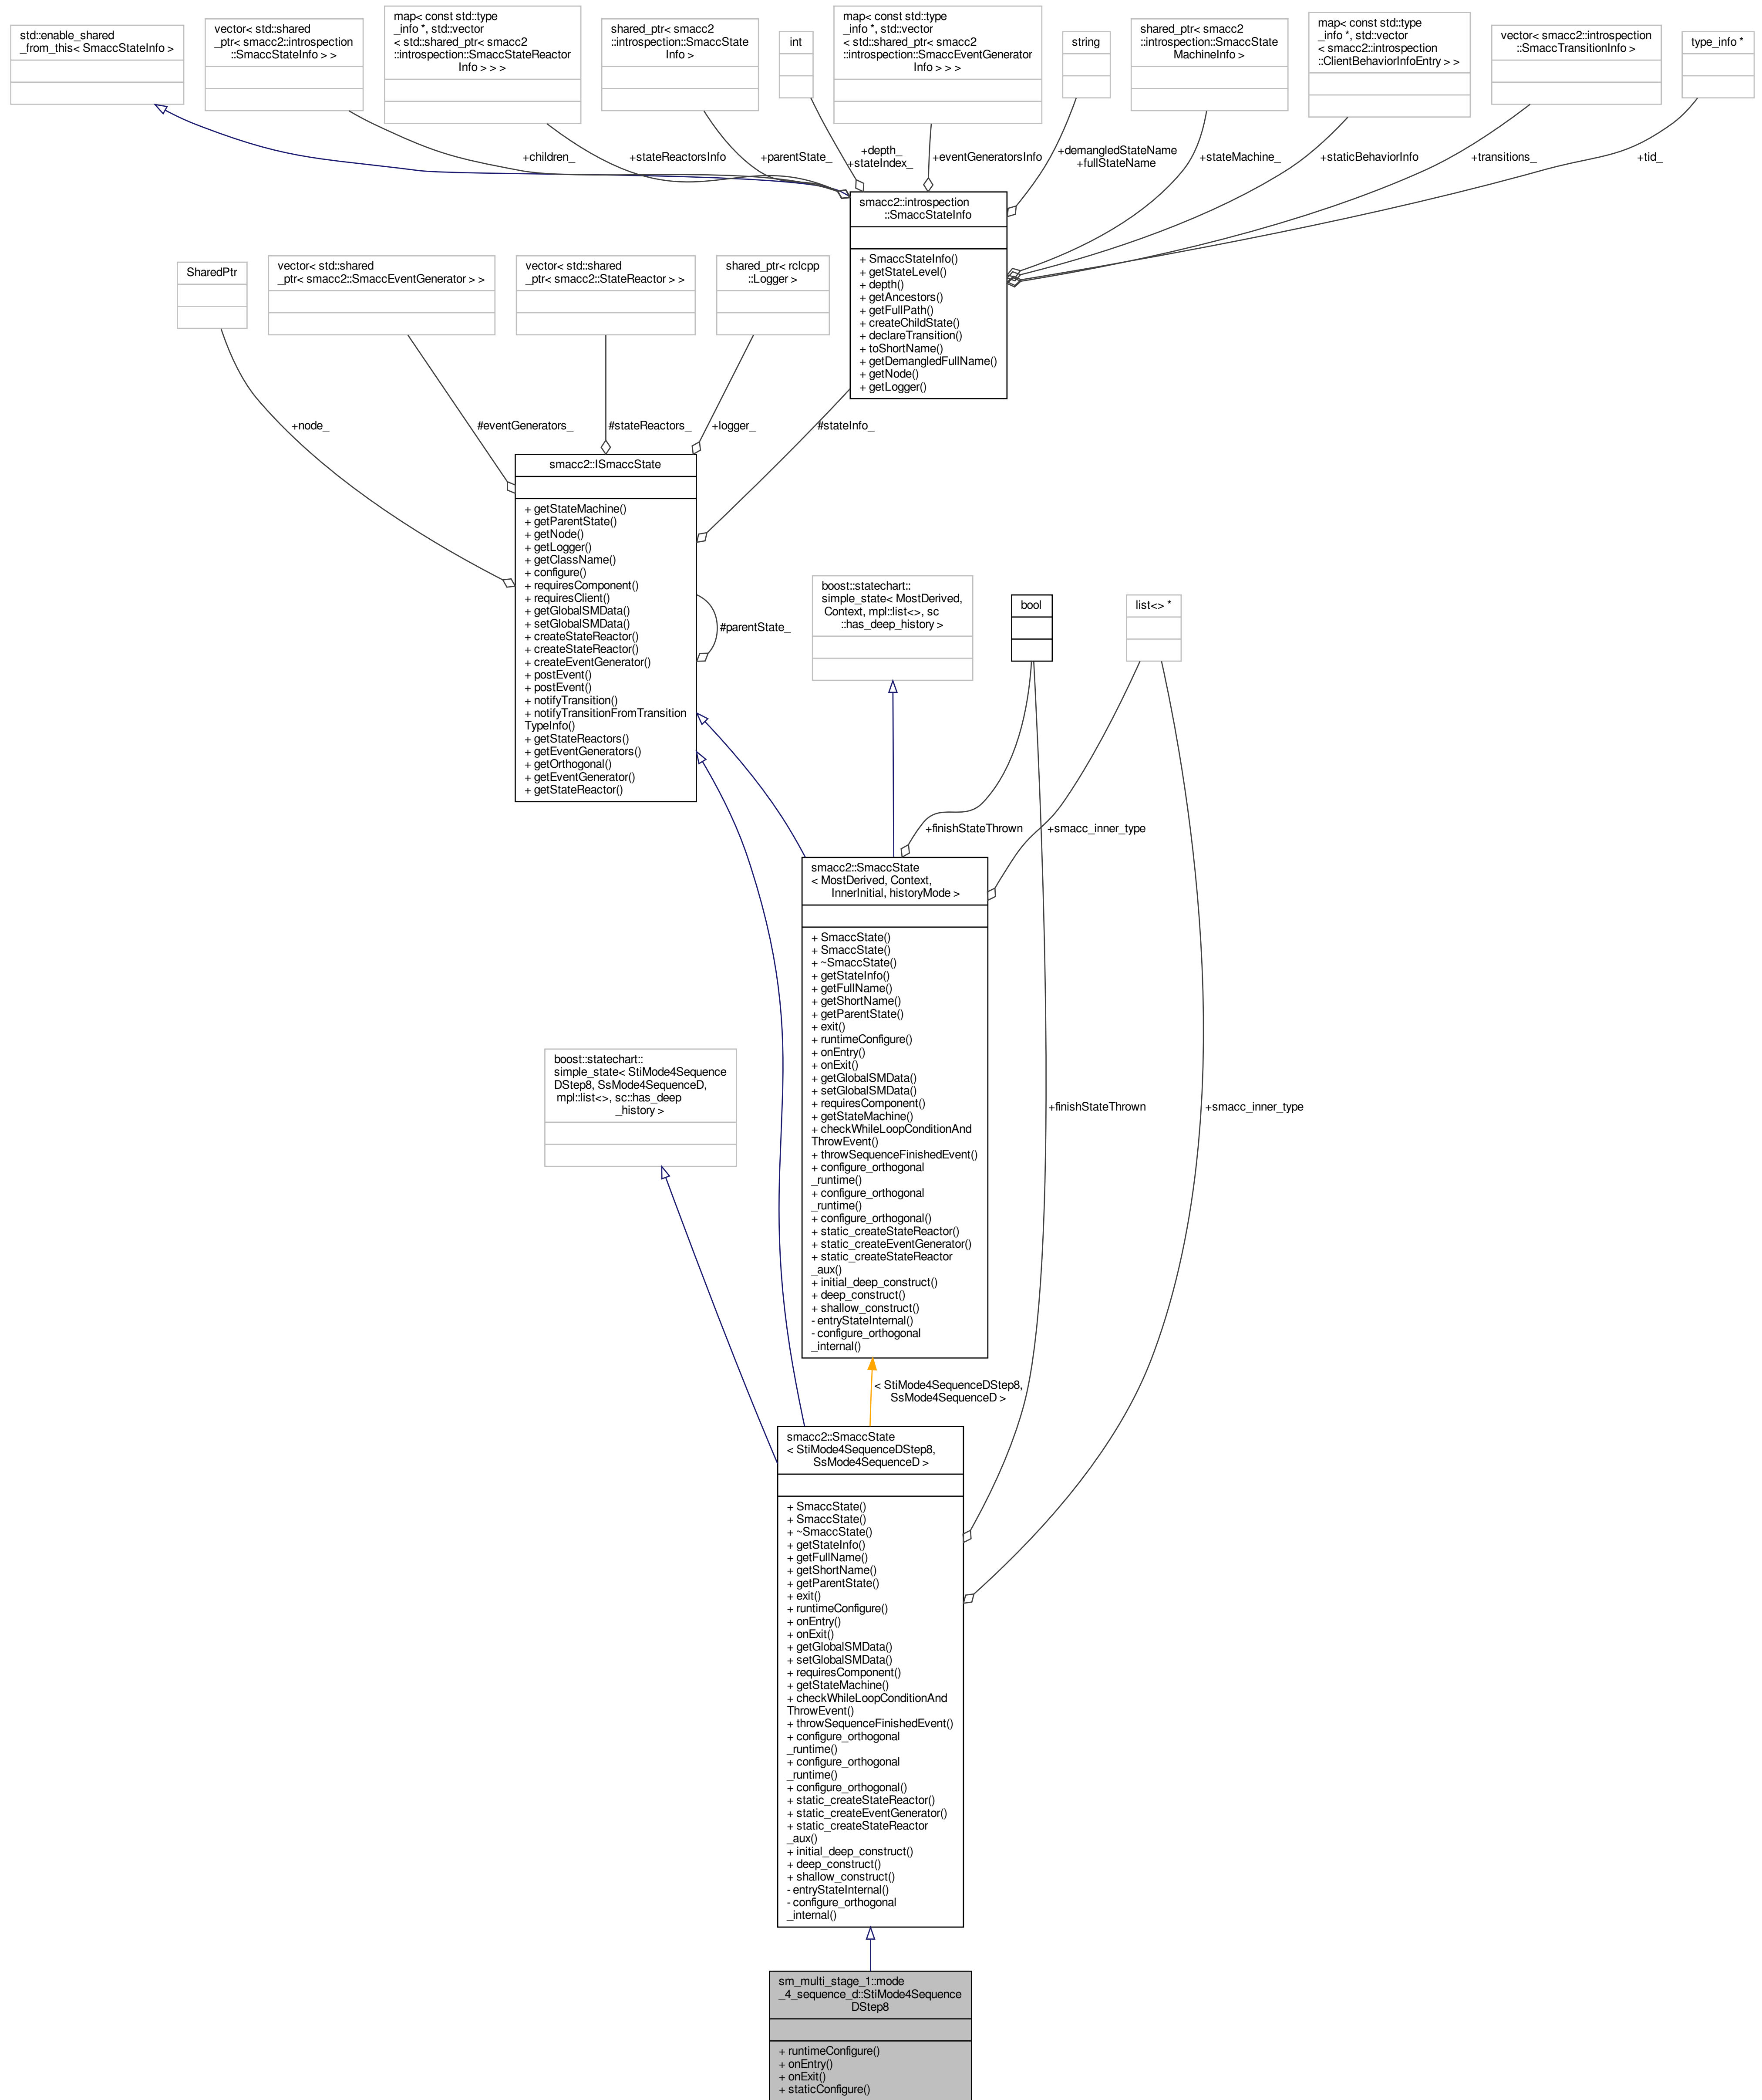 std::enable_shared
_from_this< SmaccStateInfo >
vector< std::shared
_ptr< smacc2::introspection
::SmaccStateInfo > >
map< const std::type
_info *, std::vector
< std::shared_ptr< smacc2
::introspection::SmaccStateReactor
Info > > >
shared_ptr< smacc2
::introspection::SmaccState
Info >
int
map< const std::type
_info *, std::vector
< std::shared_ptr< smacc2
::introspection::SmaccEventGenerator
Info > > >
string
shared_ptr< smacc2
::introspection::SmaccState
MachineInfo >
map< const std::type
_info *, std::vector
< smacc2::introspection
::ClientBehaviorInfoEntry > >
vector< smacc2::introspection
::SmaccTransitionInfo >
type_info *
+children_
+stateReactorsInfo
+parentState_
+depth_
+stateIndex_
+eventGeneratorsInfo
+demangledStateName
+fullStateName
+stateMachine_
+staticBehaviorInfo
+transitions_
+tid_
smacc2::introspection
::SmaccStateInfo
+ SmaccStateInfo()
+ getStateLevel()
+ depth()
+ getAncestors()
+ getFullPath()
+ createChildState()
+ declareTransition()
+ toShortName()
+ getDemangledFullName()
+ getNode()
+ getLogger()
SharedPtr
vector< std::shared
_ptr< smacc2::SmaccEventGenerator > >
vector< std::shared
_ptr< smacc2::StateReactor > >
shared_ptr< rclcpp
::Logger >
+node_
#eventGenerators_
#stateReactors_
+logger_
#stateInfo_
smacc2::ISmaccState
+ getStateMachine()
+ getParentState()
+ getNode()
+ getLogger()
+ getClassName()
+ configure()
+ requiresComponent()
+ requiresClient()
+ getGlobalSMData()
+ setGlobalSMData()
+ createStateReactor()
+ createStateReactor()
+ createEventGenerator()
+ postEvent()
+ postEvent()
+ notifyTransition()
+ notifyTransitionFromTransition
TypeInfo()
+ getStateReactors()
+ getEventGenerators()
+ getOrthogonal()
+ getEventGenerator()
+ getStateReactor()
#parentState_
boost::statechart::
simple_state< MostDerived,
Context, mpl::list<>, sc
::has_deep_history >
bool
list<> *
+finishStateThrown
+smacc_inner_type
smacc2::SmaccState
< MostDerived, Context,
InnerInitial, historyMode >
+ SmaccState()
+ SmaccState()
+ ~SmaccState()
+ getStateInfo()
+ getFullName()
+ getShortName()
+ getParentState()
+ exit()
+ runtimeConfigure()
+ onEntry()
+ onExit()
+ getGlobalSMData()
+ setGlobalSMData()
+ requiresComponent()
+ getStateMachine()
+ checkWhileLoopConditionAnd
ThrowEvent()
+ throwSequenceFinishedEvent()
+ configure_orthogonal
_runtime()
+ configure_orthogonal
_runtime()
+ configure_orthogonal()
+ static_createStateReactor()
+ static_createEventGenerator()
+ static_createStateReactor
_aux()
+ initial_deep_construct()
+ deep_construct()
+ shallow_construct()
- entryStateInternal()
- configure_orthogonal
_internal()
boost::statechart::
simple_state< StiMode4Sequence
DStep8, SsMode4SequenceD,
mpl::list<>, sc::has_deep
_history >
+finishStateThrown
+smacc_inner_type
< StiMode4SequenceDStep8,
SsMode4SequenceD >
smacc2::SmaccState
< StiMode4SequenceDStep8,
SsMode4SequenceD >
+ SmaccState()
+ SmaccState()
+ ~SmaccState()
+ getStateInfo()
+ getFullName()
+ getShortName()
+ getParentState()
+ exit()
+ runtimeConfigure()
+ onEntry()
+ onExit()
+ getGlobalSMData()
+ setGlobalSMData()
+ requiresComponent()
+ getStateMachine()
+ checkWhileLoopConditionAnd
ThrowEvent()
+ throwSequenceFinishedEvent()
+ configure_orthogonal
_runtime()
+ configure_orthogonal
_runtime()
+ configure_orthogonal()
+ static_createStateReactor()
+ static_createEventGenerator()
+ static_createStateReactor
_aux()
+ initial_deep_construct()
+ deep_construct()
+ shallow_construct()
- entryStateInternal()
- configure_orthogonal
_internal()
sm_multi_stage_1::mode
_4_sequence_d::StiMode4Sequence
DStep8
+ runtimeConfigure()
+ onEntry()
+ onExit()
+ staticConfigure()